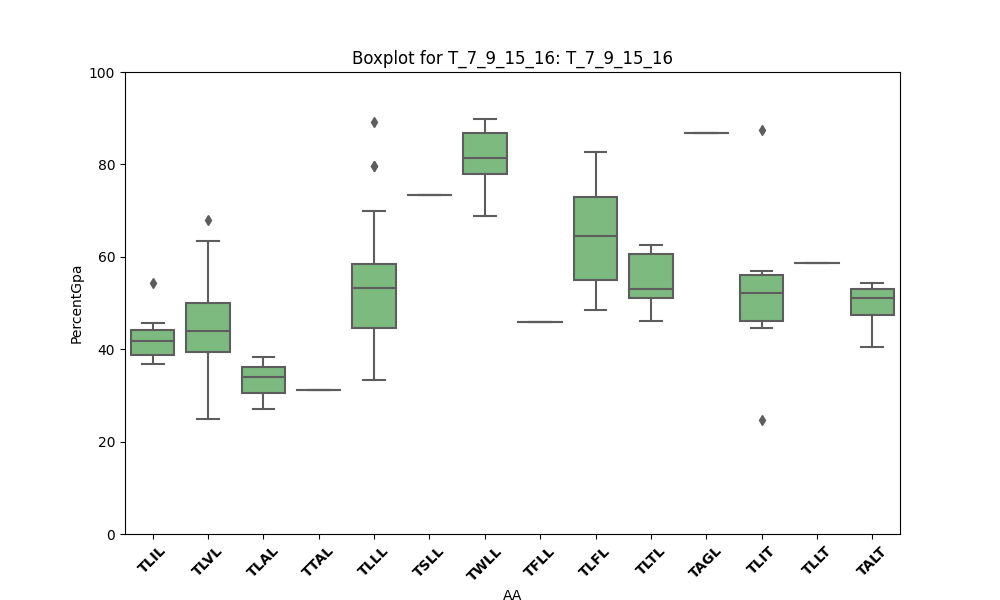 Boxplot for T_7_9_15_16: T_7_9_15_16
100
80
60
40
20
0
PercentGpa
TLIL TLVL TLAL TTAL TLLL TSLL TWLL TFLL TLFL TLTL TAGL TLIT TLLT TALT
AA